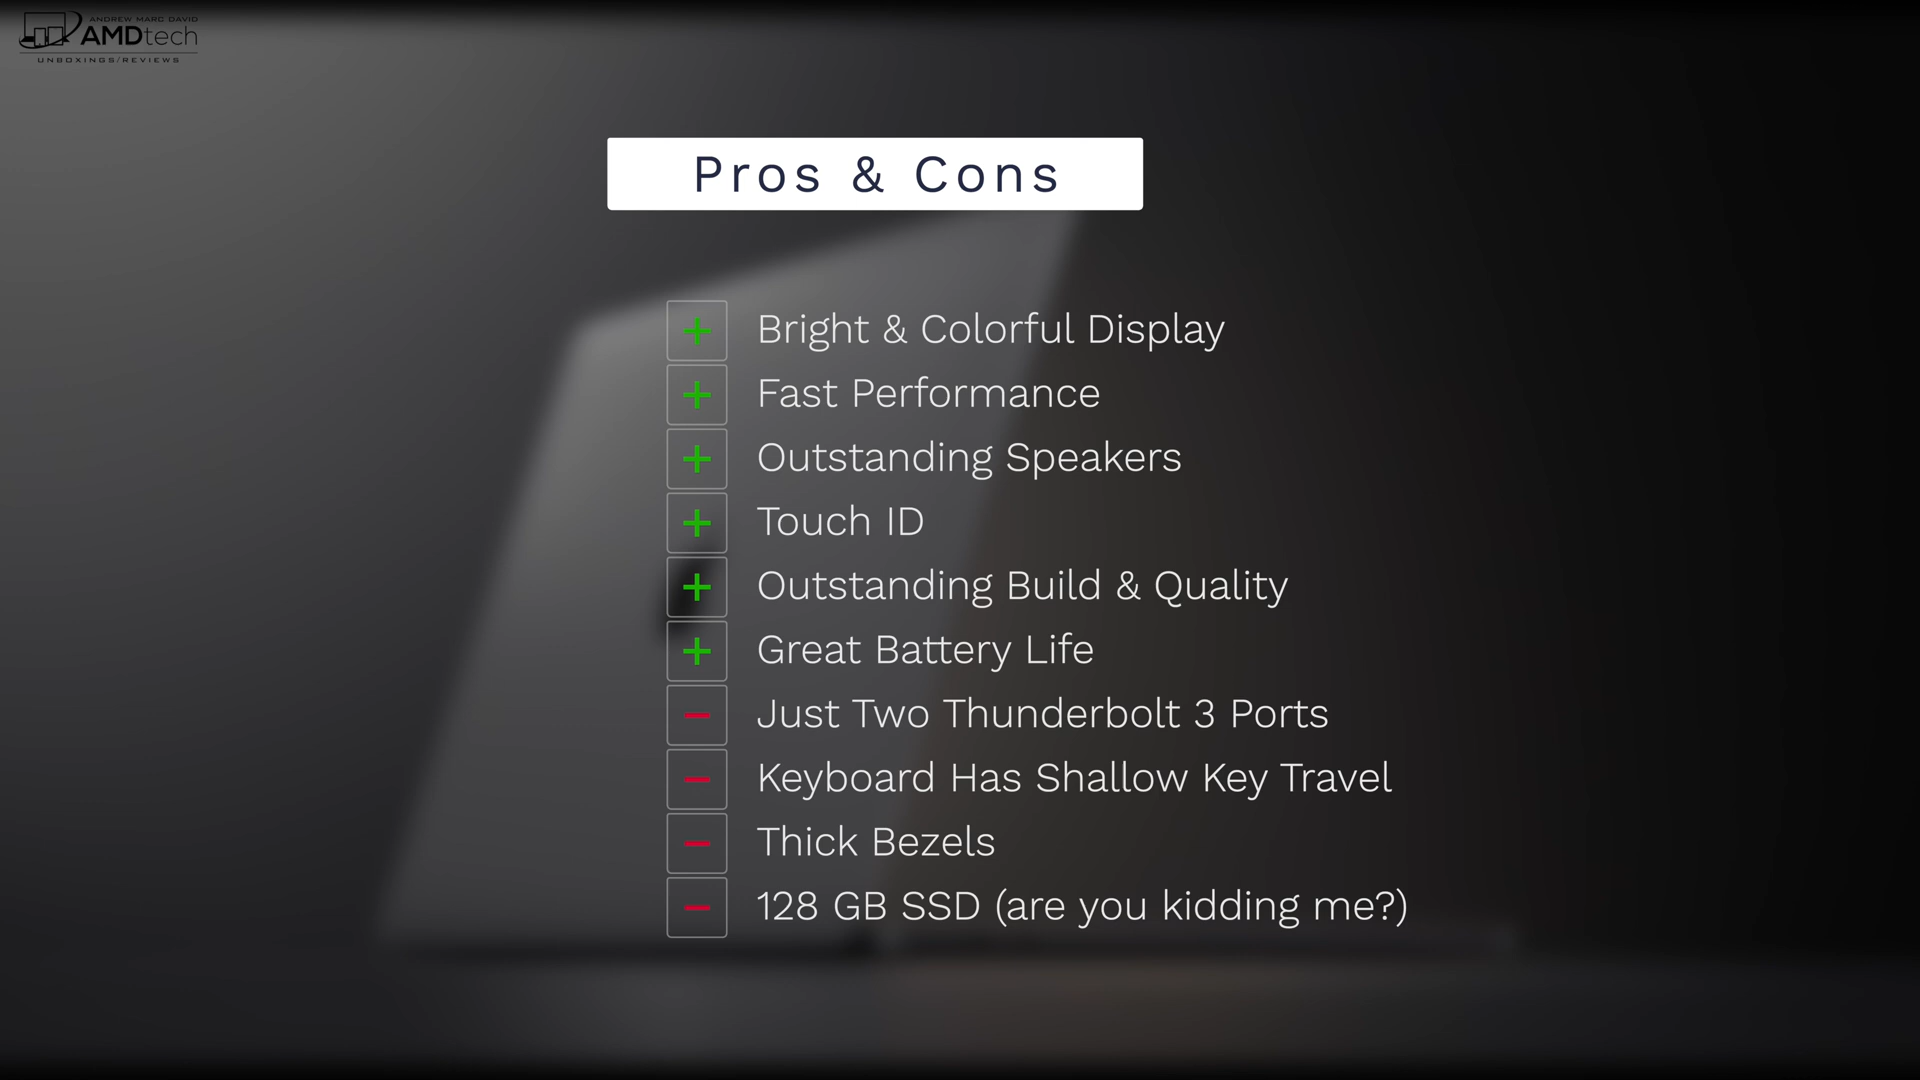 ANDREW MARC DAVID
AMDtech
UNBOXINGS/REVIEWS
Pros & Cons
+ Bright & Colorful Display
+ Fast Performance
+ Outstanding Speakers
+ Touch ID
+ Outstanding Build & Quality
+ Great Battery Life
– Just Two Thunderbolt 3 Ports
– Keyboard Has Shallow Key Travel
– Thick Bezels
– 128 GB SSD (are you kidding me?)